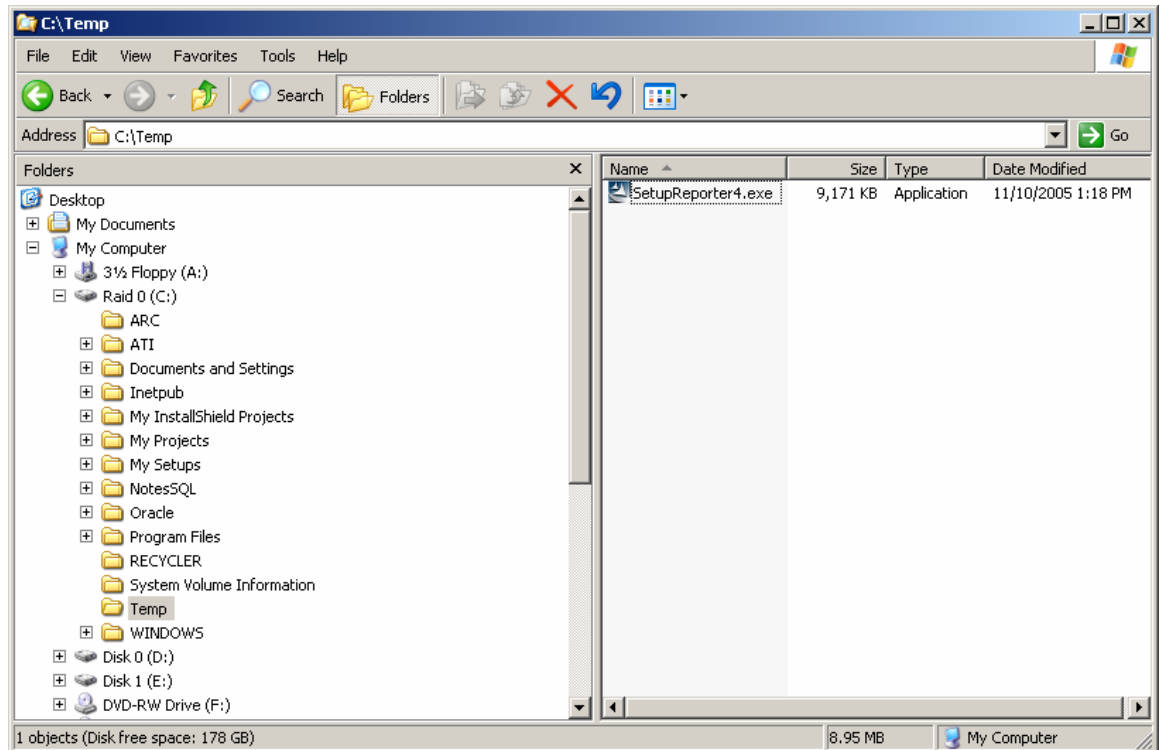 C:\Temp
File Edit View Favorites Tools Help
Back Search Folders
Address C:\Temp Go
Folders
Desktop
My Documents
My Computer
3½ Floppy (A:)
Raid 0 (C:)
ARC
ATI
Documents and Settings
Inetpub
My InstallShield Projects
My Projects
My Setups
NotesSQL
Oracle
Program Files
RECYCLER
System Volume Information
Temp
WINDOWS
Disk 0 (D:)
Disk 1 (E:)
DVD-RW Drive (F:)
Name Size Type Date Modified
SetupReporter4.exe 9,171 KB Application 11/10/2005 1:18 PM
1 objects (Disk free space: 178 GB) 8.95 MB My Computer